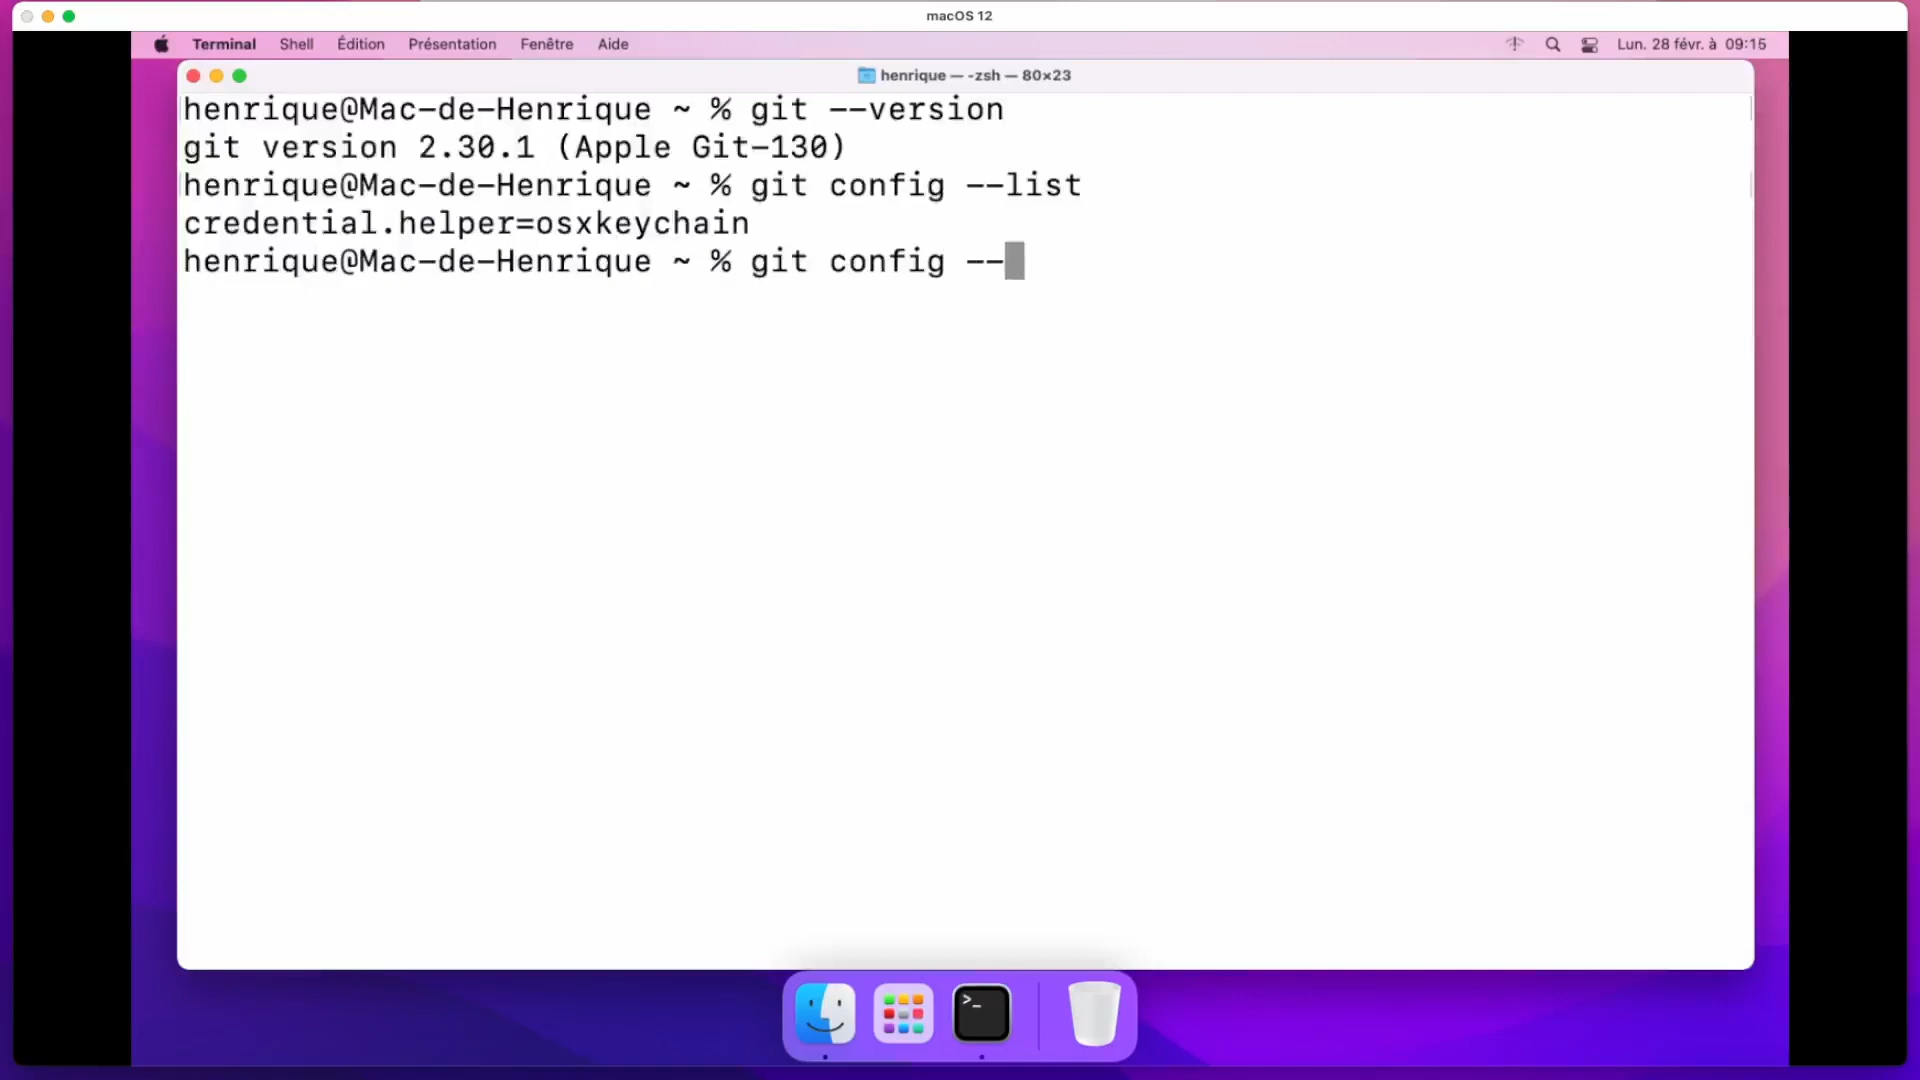 macOS 12
Terminal Shell Édition Présentation Fenêtre Aide Lun. 28 févr. à 09:15
henrique — -zsh — 80×23
henrique@Mac-de-Henrique ~ % git --version
git version 2.30.1 (Apple Git-130)
henrique@Mac-de-Henrique ~ % git config --list
credential.helper=osxkeychain
henrique@Mac-de-Henrique ~ % git config --
>_